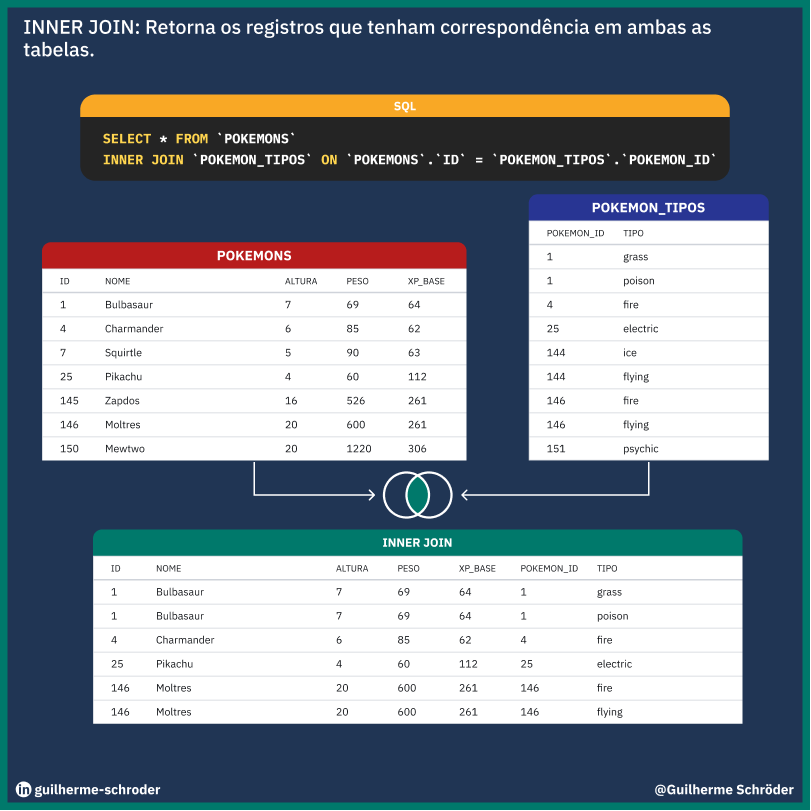 INNER JOIN: Retorna os registros que tenham correspondência em ambas as
tabelas.
SQL
SELECT * FROM `POKEMONS`
INNER JOIN `POKEMON_TIPOS` ON `POKEMONS`.`ID` = `POKEMON_TIPOS`.`POKEMON_ID`
POKEMONS
ID NOME ALTURA PESO XP_BASE
1 Bulbasaur 7 69 64
4 Charmander 6 85 62
7 Squirtle 5 90 63
25 Pikachu 4 60 112
145 Zapdos 16 526 261
146 Moltres 20 600 261
150 Mewtwo 20 1220 306
POKEMON_TIPOS
POKEMON_ID TIPO
1 grass
1 poison
4 fire
25 electric
144 ice
144 flying
146 fire
146 flying
151 psychic
INNER JOIN
ID NOME ALTURA PESO XP_BASE POKEMON_ID TIPO
1 Bulbasaur 7 69 64 1 grass
1 Bulbasaur 7 69 64 1 poison
4 Charmander 6 85 62 4 fire
25 Pikachu 4 60 112 25 electric
146 Moltres 20 600 261 146 fire
146 Moltres 20 600 261 146 flying
in guilherme-schroder
@Guilherme Schröder